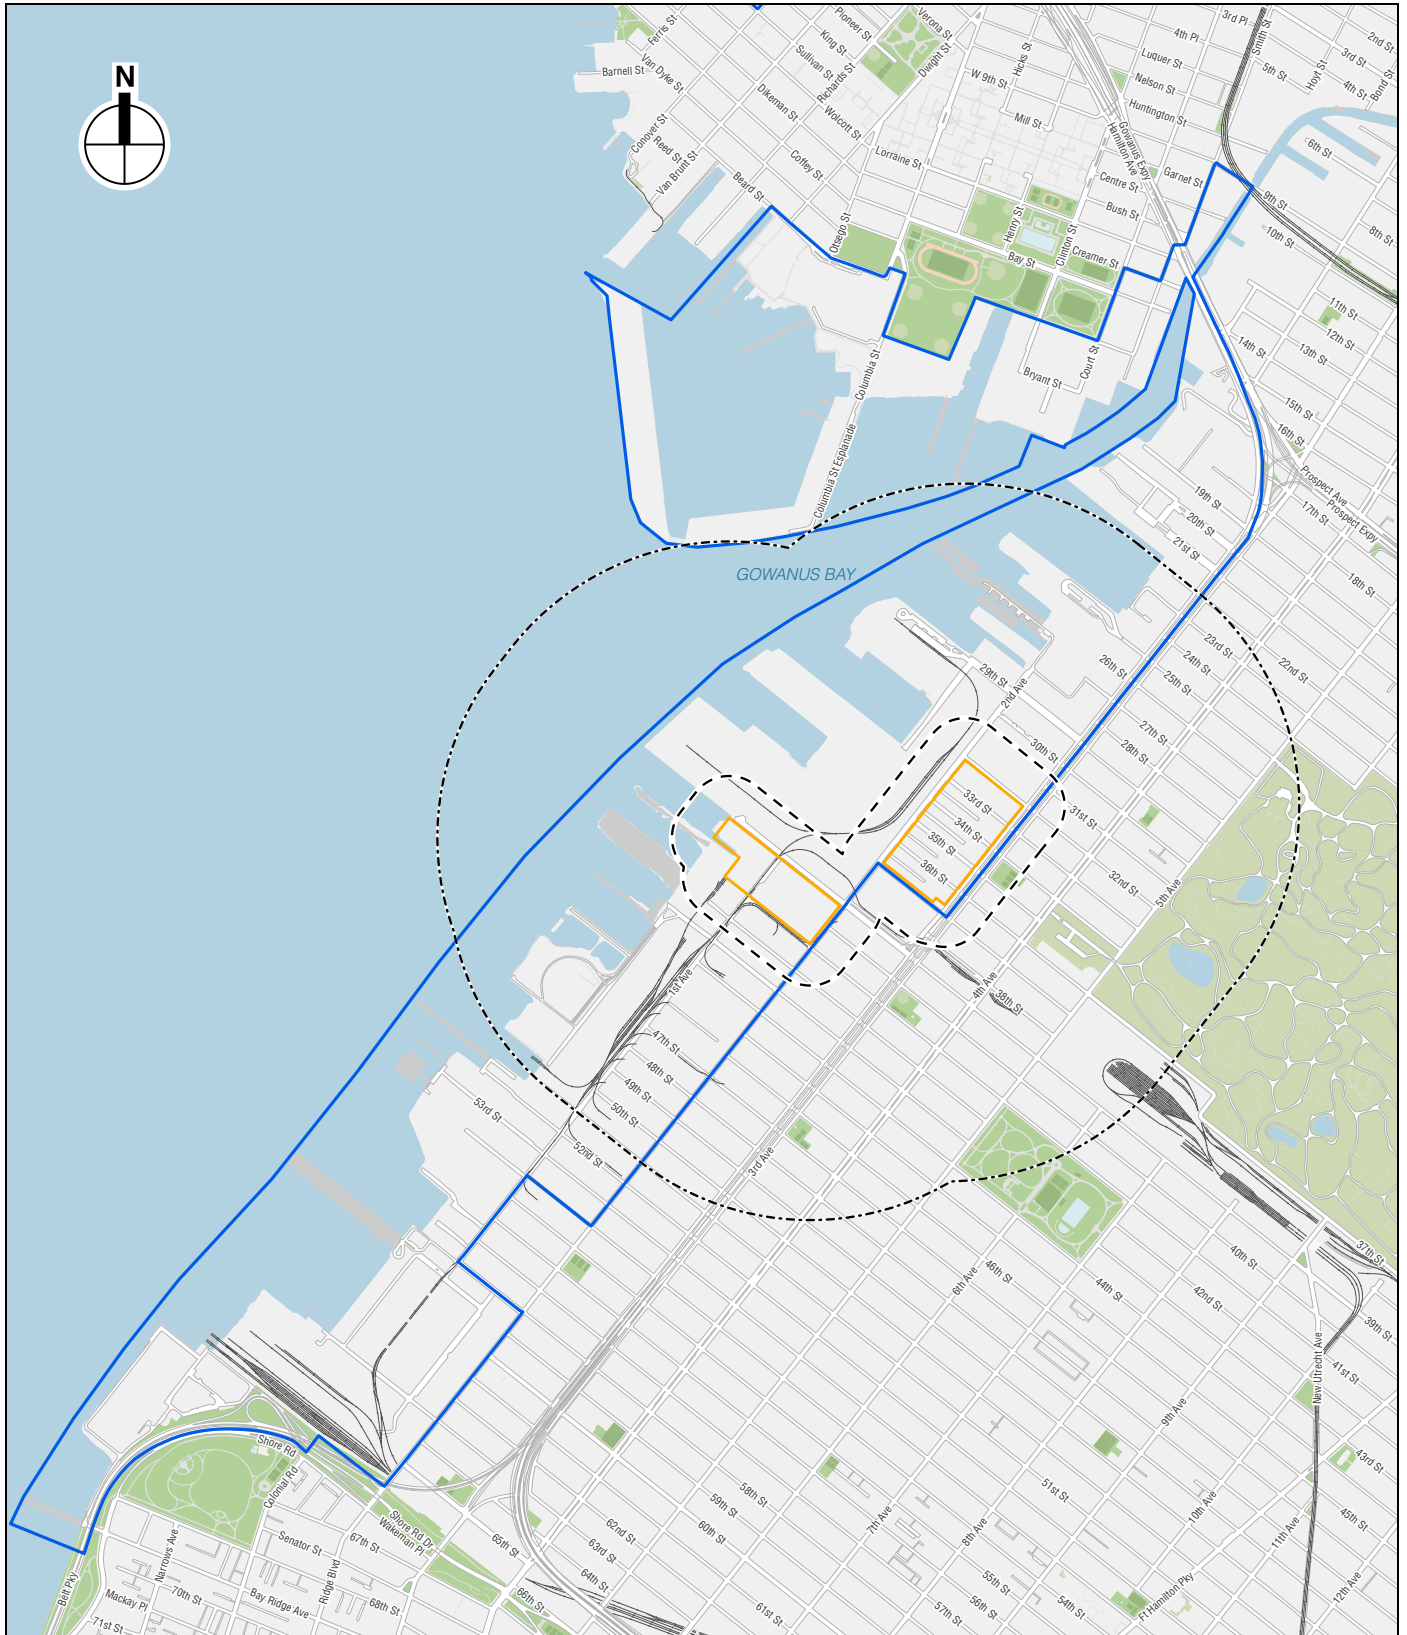 N
Ferris St
Pioneer St
Verona St
3rd Pl
Smith St
4th Pl
2nd St
Barnell St
Van Dyke St
King St
Sullivan St
Richards St
Dwight St
Hicks St
W 9th St
Luquer St
Nelson St
5th St
3rd St
Hoyt St
4th St
Bond St
Dikeman St
Wolcott St
Huntington St
Conover St
Reed St
Van Brunt St
Coffey St
Lorraine St
Mill St
Gowanus Expy
Hamilton Ave
6th St
Beard St
Centre St
Garnet St
9th St
Bush St
10th St
8th St
Otsego St
Henry St
Clinton St
Bay St
Creamer St
11th St
12th St
13th St
14th St
Columbia St
Bryant St
Court St
15th St
16th St
Columbia St Esplanade
Prospect Ave
Prospect Expy
17th St
19th St
20th St
21st St
GOWANUS BAY
18th St
23rd St
24th St
22nd St
25th St
26th St
29th St
2nd Ave
27th St
28th St
30th St
33rd St
31st St
34th St
35th St
36th St
32nd St
5th Ave
1st Ave
4th Ave
38th St
47th St
48th St
49th St
50th St
53rd St
52nd St
3rd Ave
37th St
40th St
46th St
6th Ave
44th St
42nd St
39th St
New Utrecht Ave
41st St
9th Ave
Shore Rd
Colonial Rd
43rd St
51st St
58th St
59th St
60th St
10th Ave
45th St
Shore Rd Dr
Wakeman Pl
62nd St
7th Ave
8th Ave
11th Ave
Senator St
67th St
65th St
63rd St
64th St
Narrows Ave
Ridge Blvd
Belt Pky
Mackay Pl
70th St
Bay Ridge Ave
68th St
66th St
55th St
56th St
54th St
Ft Hamilton Pky
12th Ave
71st St
61st St
57th St